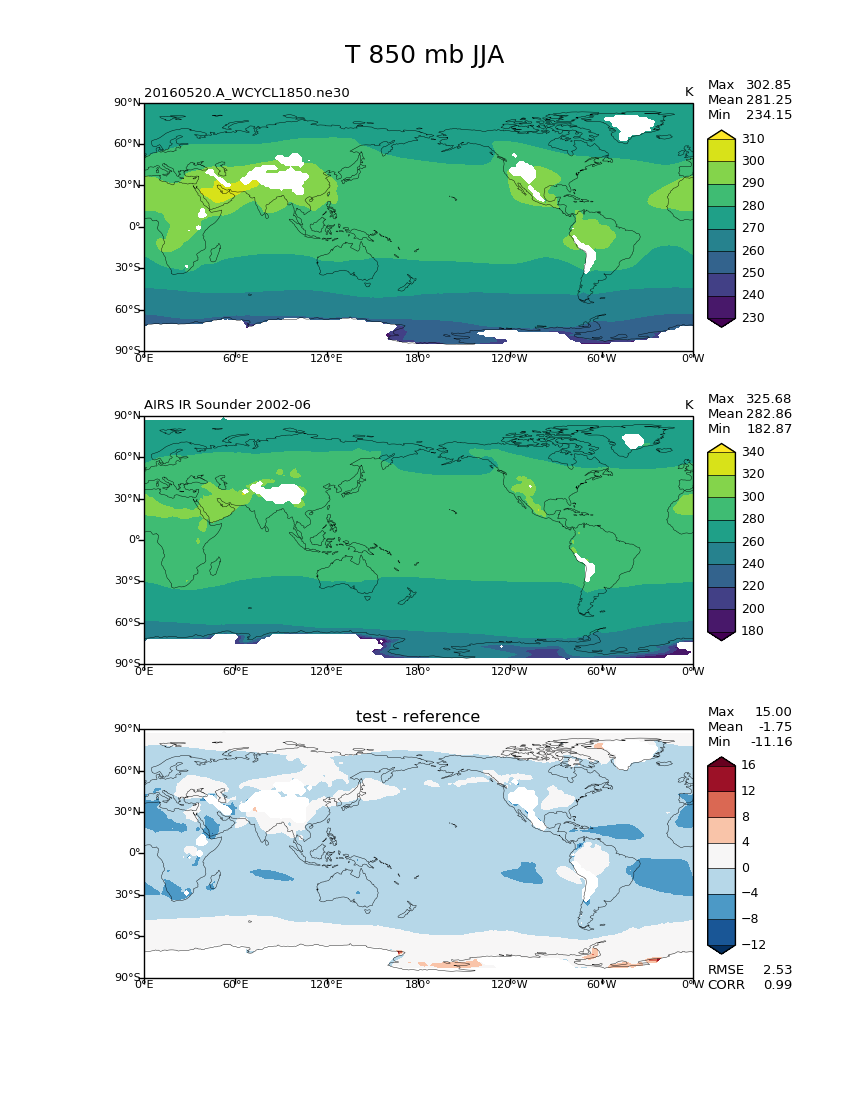 T 850 mb JJA
20160520.A_WCYCL1850.ne30
K
Max 302.85
Mean 281.25
Min 234.15
90°N
60°N
30°N
0°
30°S
60°S
90°S
0°E 60°E 120°E 180° 120°W 60°W 0°W
310
300
290
280
270
260
250
240
230
AIRS IR Sounder 2002-06
K
Max 325.68
Mean 282.86
Min 182.87
90°N
60°N
30°N
0°
30°S
60°S
90°S
0°E 60°E 120°E 180° 120°W 60°W 0°W
340
320
300
280
260
240
220
200
180
test - reference
Max 15.00
Mean -1.75
Min -11.16
90°N
60°N
30°N
0°
30°S
60°S
90°S
0°E 60°E 120°E 180° 120°W 60°W 0°W
16
12
8
4
0
−4
−8
−12
RMSE 2.53
CORR 0.99